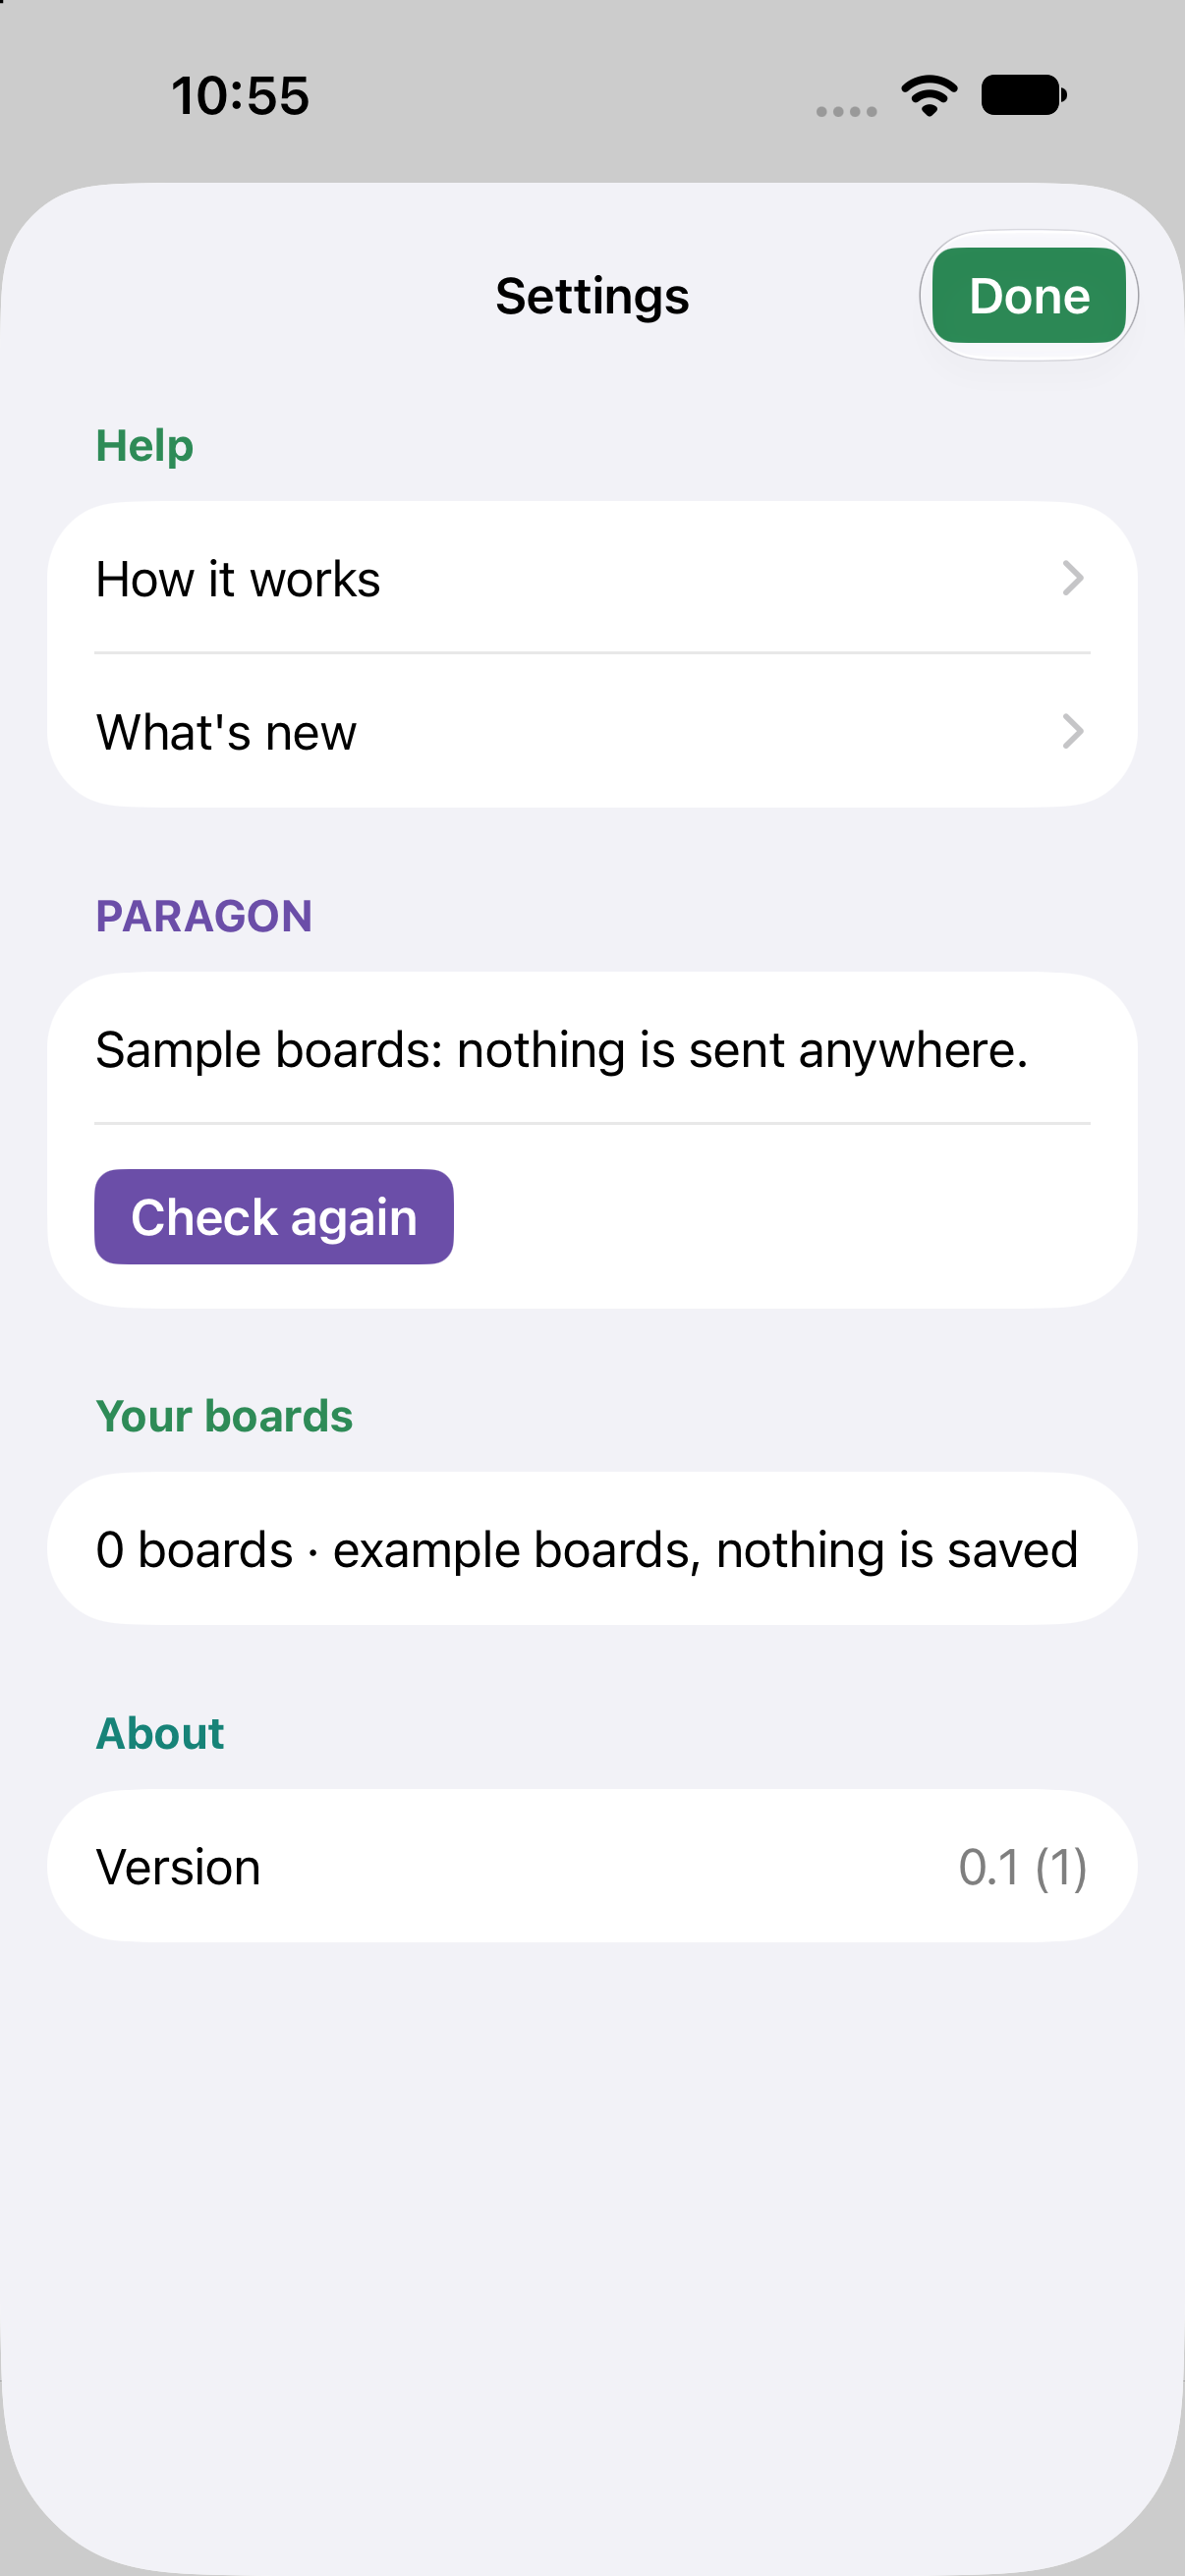 10:55
Settings
Done
Help
How it works
What's new
PARAGON
Sample boards: nothing is sent anywhere.
Check again
Your boards
0 boards · example boards, nothing is saved
About
Version
0.1 (1)